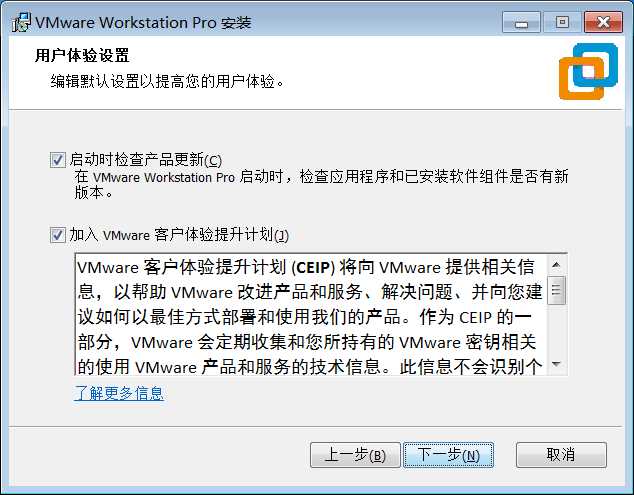 VMware Workstation Pro 安装
用户体验设置
编辑默认设置以提高您的用户体验。
启动时检查产品更新(C)
在 VMware Workstation Pro 启动时，检查应用程序和已安装软件组件是否有新
版本。
加入 VMware 客户体验提升计划(J)
VMware 客户体验提升计划 (CEIP) 将向 VMware 提供相关信
息，以帮助 VMware 改进产品和服务、解决问题、并向您建
议如何以最佳方式部署和使用我们的产品。作为 CEIP 的一
部分，VMware 会定期收集和您所持有的 VMware 密钥相关
的使用 VMware 产品和服务的技术信息。此信息不会识别个
了解更多信息
上一步(B) 下一步(N) 取消